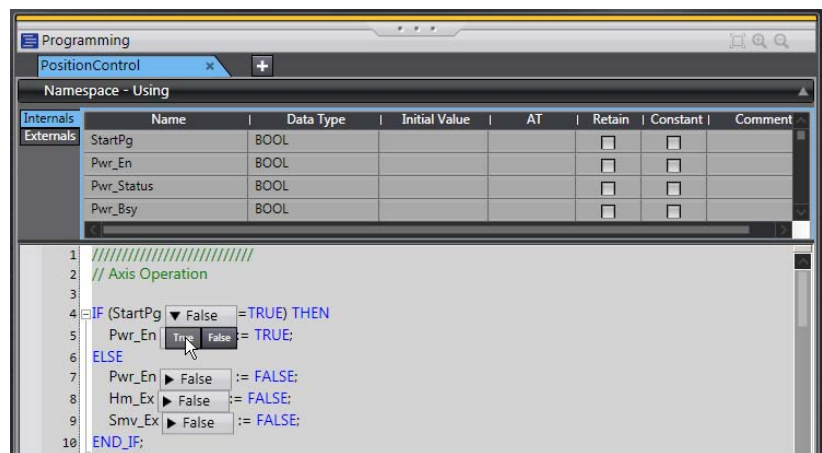 Programming
PositionControl × +
Namespace - Using
Internals
Externals
Name Data Type Initial Value AT Retain Constant Comment
StartPg BOOL
Pwr_En BOOL
Pwr_Status BOOL
Pwr_Bsy BOOL
1 ///////////////////////////
2 // Axis Operation
3
4 IF (StartPg ▼ False =TRUE) THEN
5 Pwr_En True False := TRUE;
6 ELSE
7 Pwr_En ▶ False := FALSE;
8 Hm_Ex ▶ False := FALSE;
9 Smv_Ex ▶ False := FALSE;
10 END_IF;